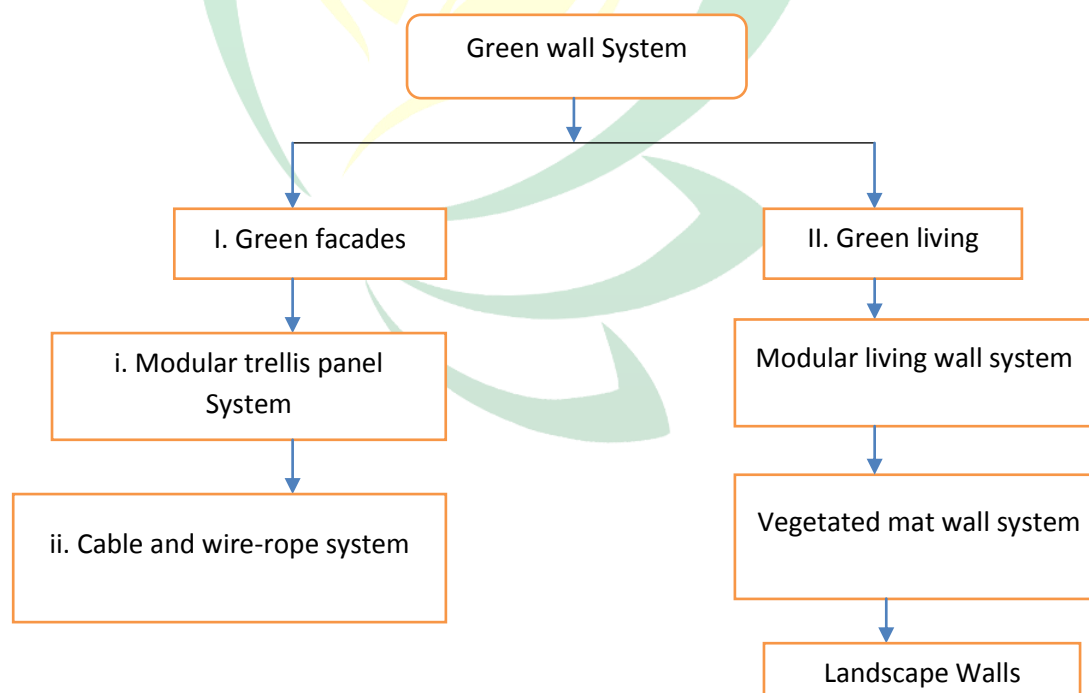 Green wall System
I. Green facades
II. Green living
i. Modular trellis panel
System
Modular living wall system
ii. Cable and wire-rope system
Vegetated mat wall system
Landscape Walls